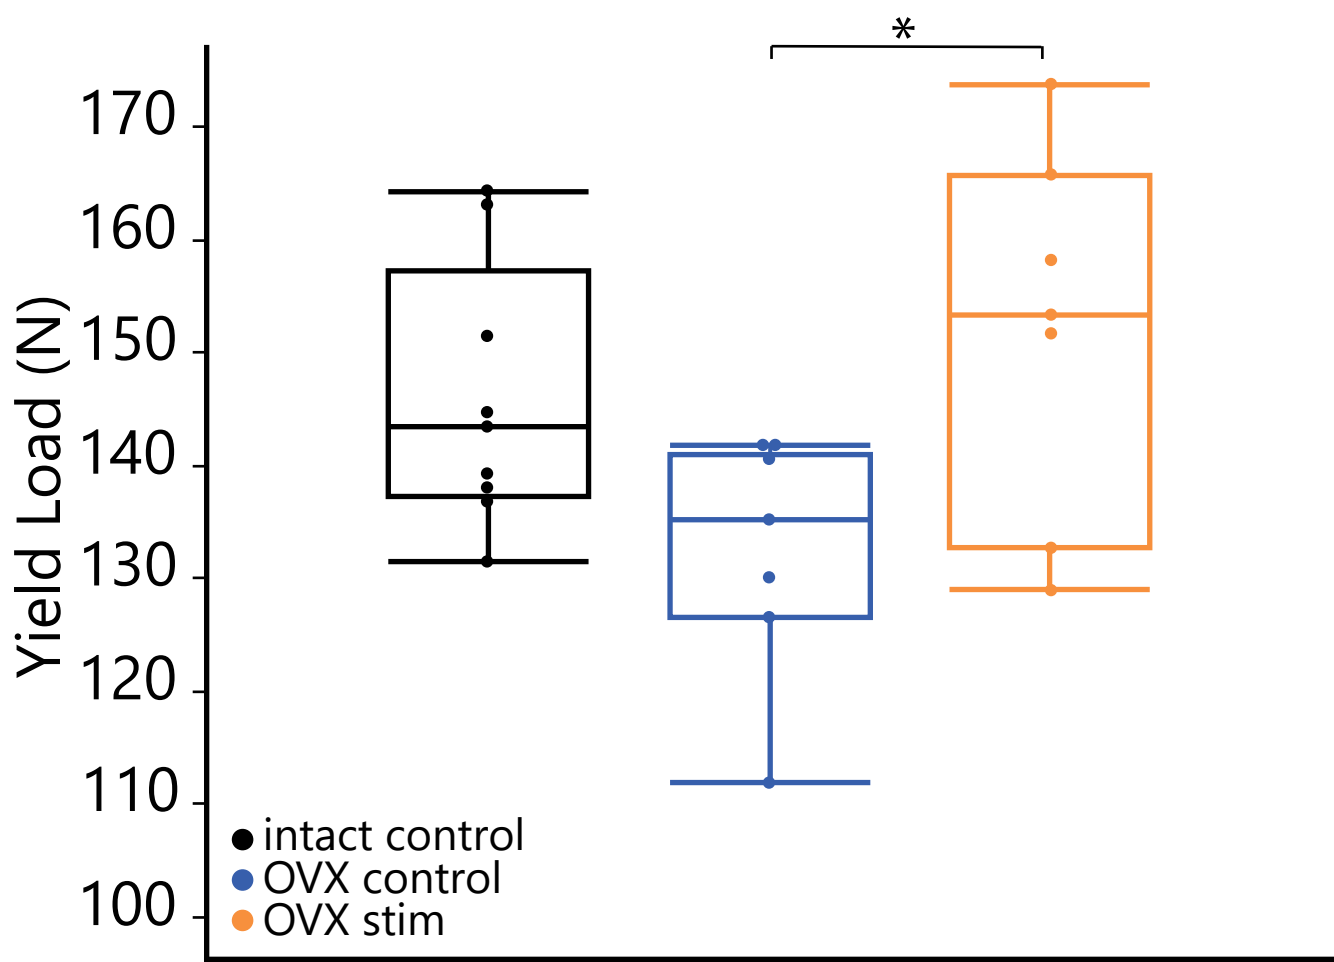 *
170
160
150
140
130
120
110
100
Yield Load (N)
intact control
OVX control
OVX stim